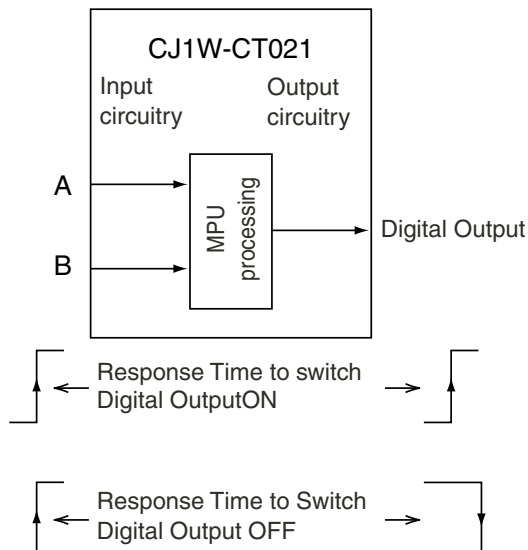 CJ1W-CT021
Input circuitry
Output circuitry
A
B
MPU processing
Digital Output
Response Time to switch
Digital OutputON
Response Time to Switch
Digital Output OFF